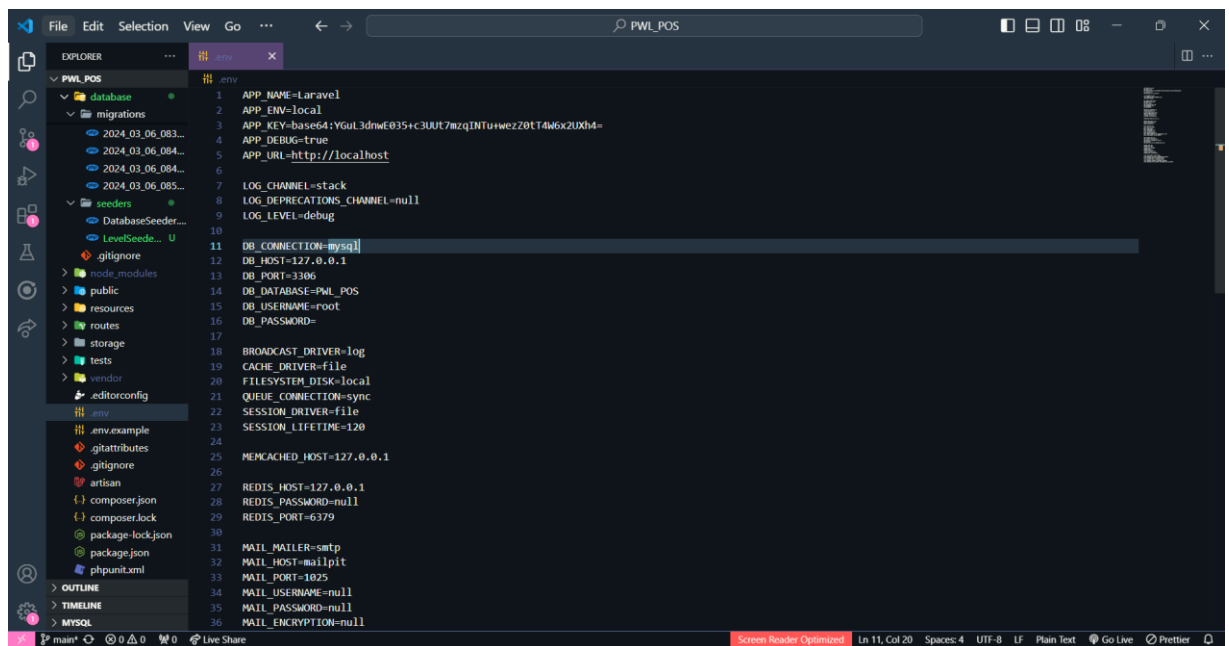 File Edit Selection View Go ··· PWL_POS
EXPLORER ···
PWL_POS
database
migrations
2024_03_06_083...
2024_03_06_084...
2024_03_06_084...
2024_03_06_085...
seeders
DatabaseSeeder....
LevelSeede... U
.gitignore
node_modules
public
resources
routes
storage
tests
vendor
.editorconfig
.env
.env.example
.gitattributes
.gitignore
artisan
composer.json
composer.lock
package-lock.json
package.json
phpunit.xml
OUTLINE
TIMELINE
MYSQL
.env
.env
1 APP_NAME=Laravel
2 APP_ENV=local
3 APP_KEY=base64:YGuL3dnwE035+c3UUt7mzqINTu+wezZ0tT4W6x2UXh4=
4 APP_DEBUG=true
5 APP_URL=http://localhost
6
7 LOG_CHANNEL=stack
8 LOG_DEPRECATIONS_CHANNEL=null
9 LOG_LEVEL=debug
10
11 DB_CONNECTION=mysql
12 DB_HOST=127.0.0.1
13 DB_PORT=3306
14 DB_DATABASE=PWL_POS
15 DB_USERNAME=root
16 DB_PASSWORD=
17
18 BROADCAST_DRIVER=log
19 CACHE_DRIVER=file
20 FILESYSTEM_DISK=local
21 QUEUE_CONNECTION=sync
22 SESSION_DRIVER=file
23 SESSION_LIFETIME=120
24
25 MEMCACHED_HOST=127.0.0.1
26
27 REDIS_HOST=127.0.0.1
28 REDIS_PASSWORD=null
29 REDIS_PORT=6379
30
31 MAIL_MAILER=smtp
32 MAIL_HOST=mailpit
33 MAIL_PORT=1025
34 MAIL_USERNAME=null
35 MAIL_PASSWORD=null
36 MAIL_ENCRYPTION=null
main* 0 0 0 Live Share Screen Reader Optimized Ln 11, Col 20 Spaces: 4 UTF-8 LF Plain Text Go Live Prettier